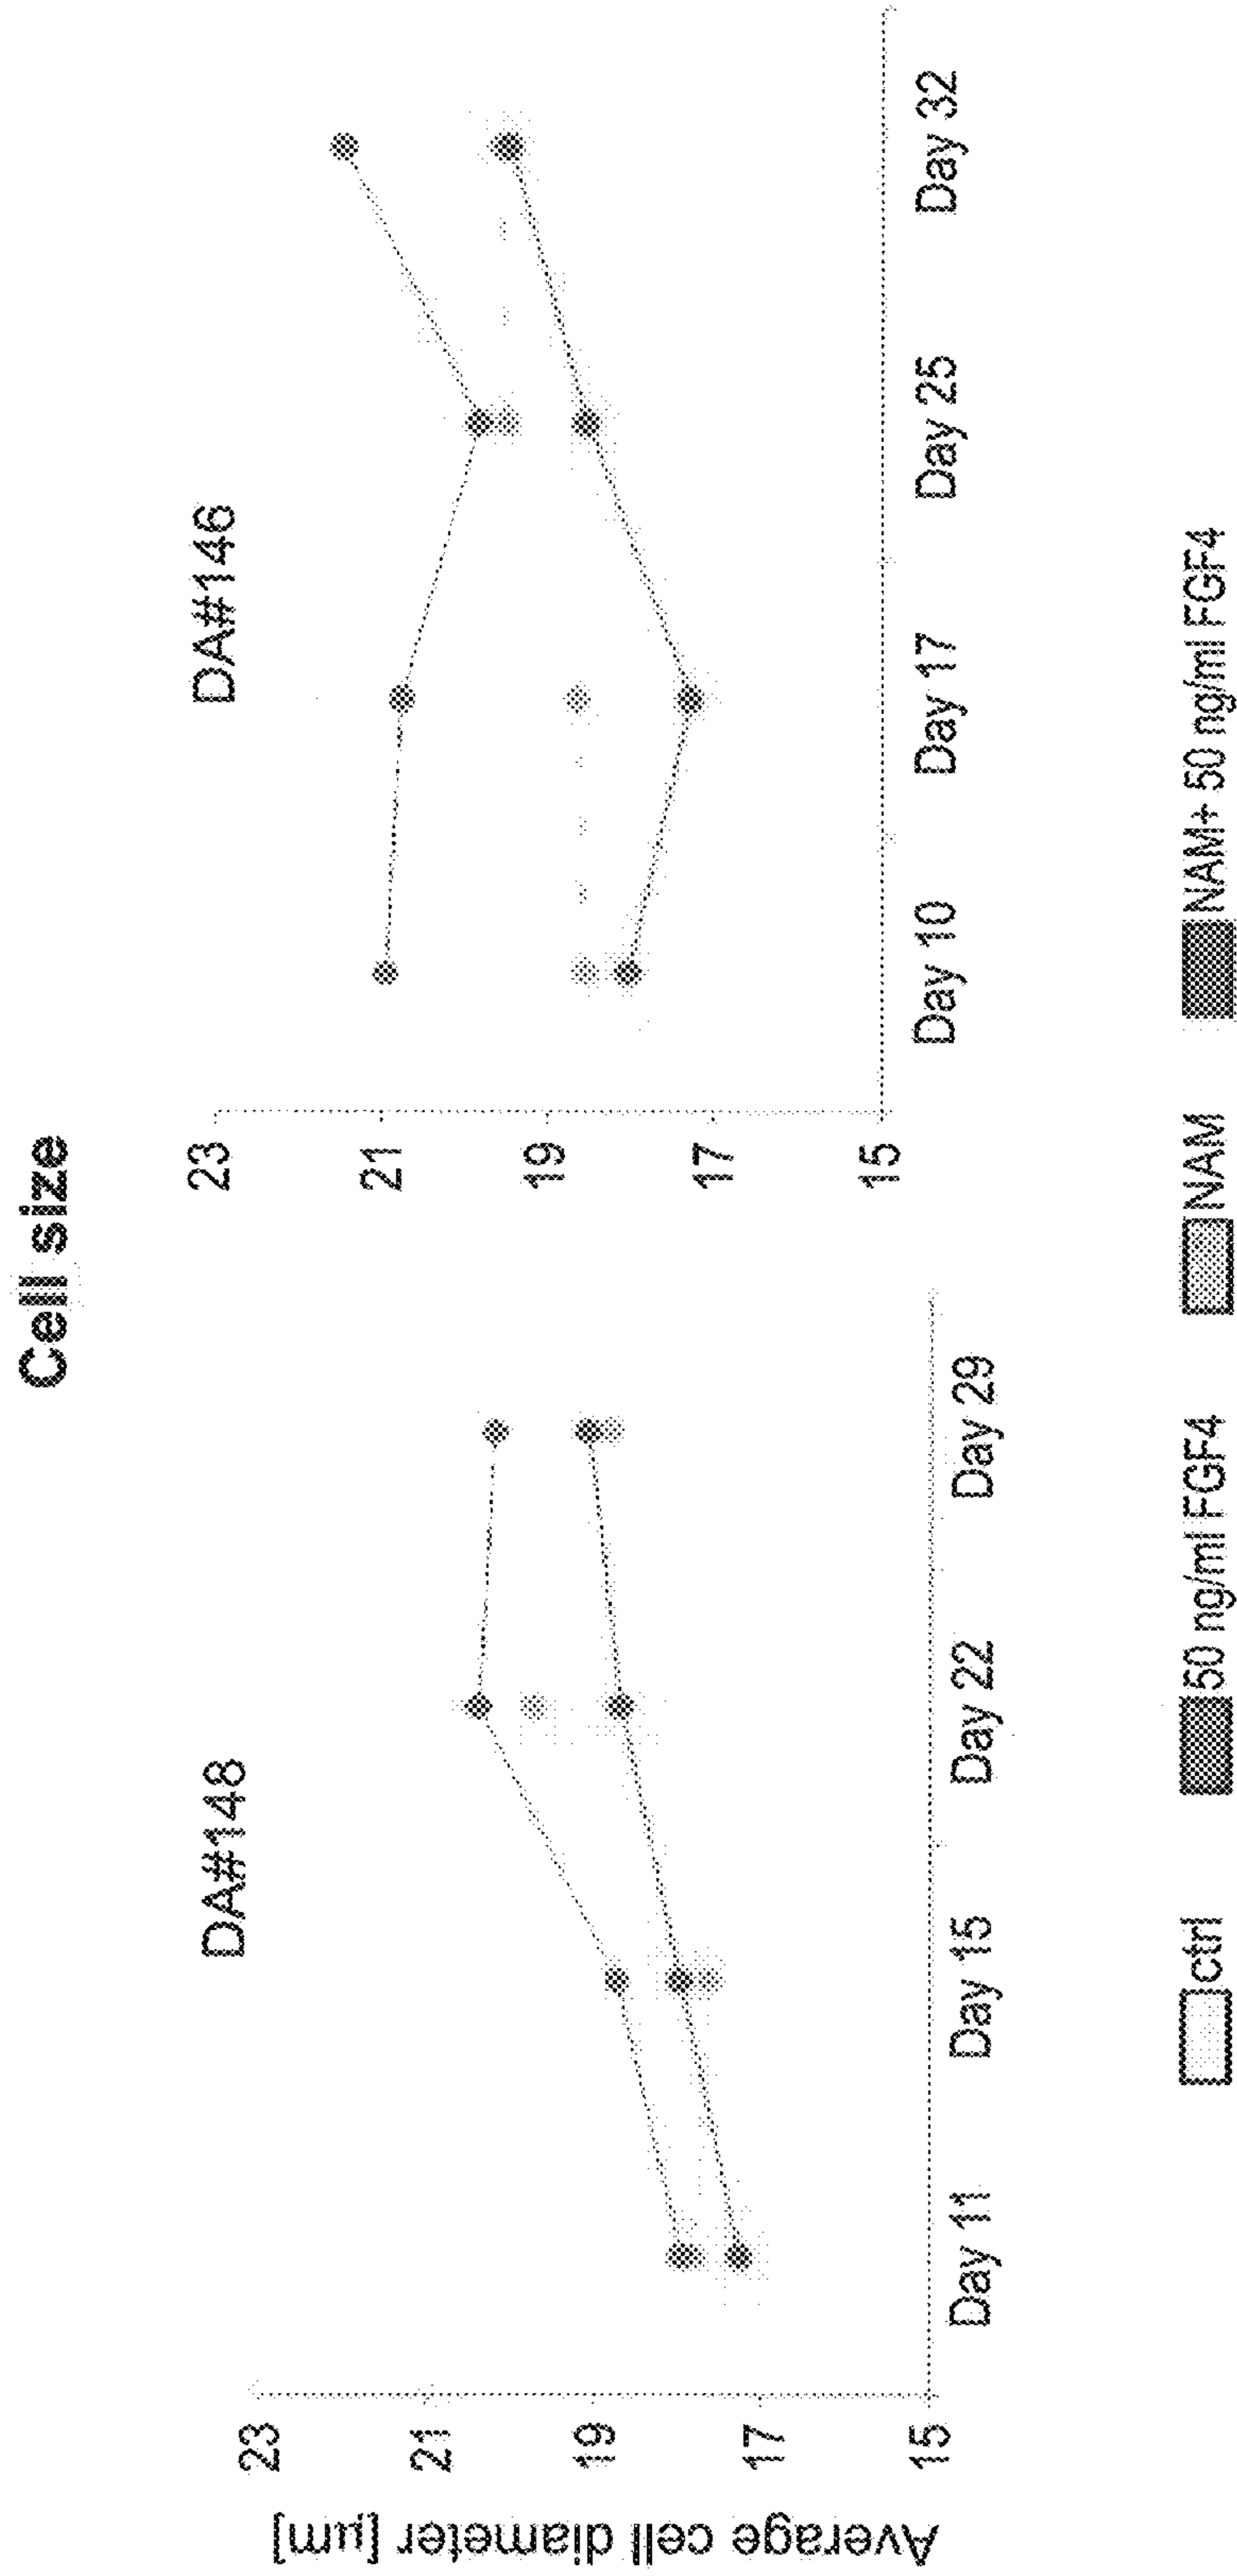 Cell size
DA#148
DA#146
Average cell diameter [µm]
23
21
19
17
15
Day 11
Day 15
Day 22
Day 29
23
21
19
17
15
Day 10
Day 17
Day 25
Day 32
ctrl
50 ng/ml FGF4
NAM
NAM+ 50 ng/ml FGF4